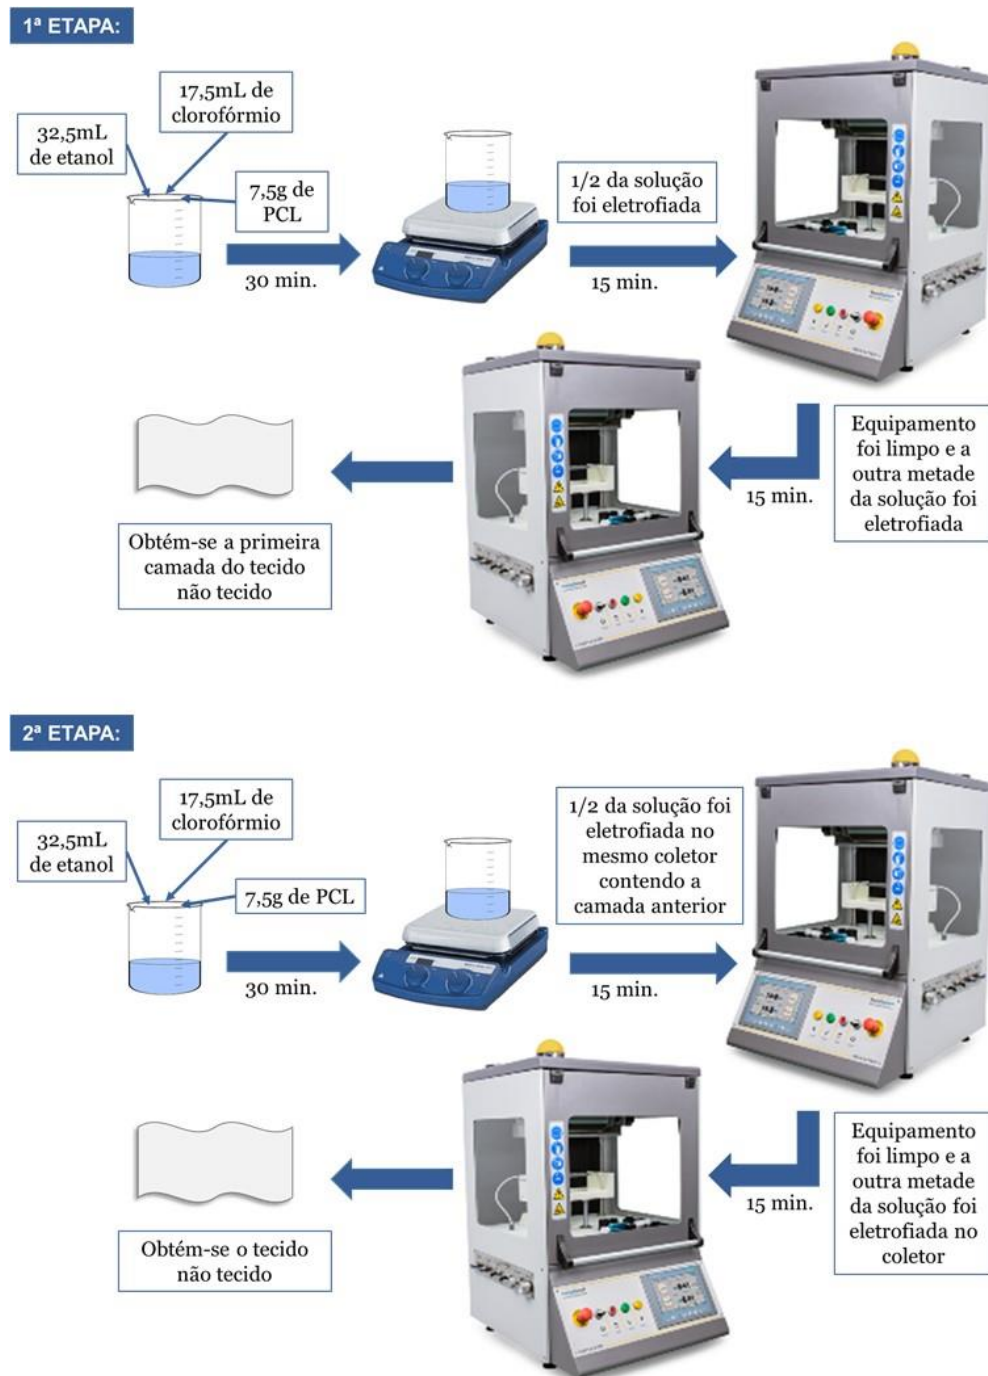 1ª ETAPA:
17,5mL de
clorofórmio
32,5mL
de etanol
7,5g de
PCL
30 min.
1/2 da solução
foi eletrofiada
15 min.
Equipamento
foi limpo e a
outra metade
da solução foi
eletrofiada
15 min.
Obtém-se a primeira
camada do tecido
não tecido
2ª ETAPA:
17,5mL de
clorofórmio
32,5mL
de etanol
7,5g de PCL
30 min.
1/2 da solução foi
eletrofiada no
mesmo coletor
contendo a
camada anterior
15 min.
Equipamento
foi limpo e a
outra metade
da solução foi
eletrofiada no
coletor
15 min.
Obtém-se o tecido
não tecido